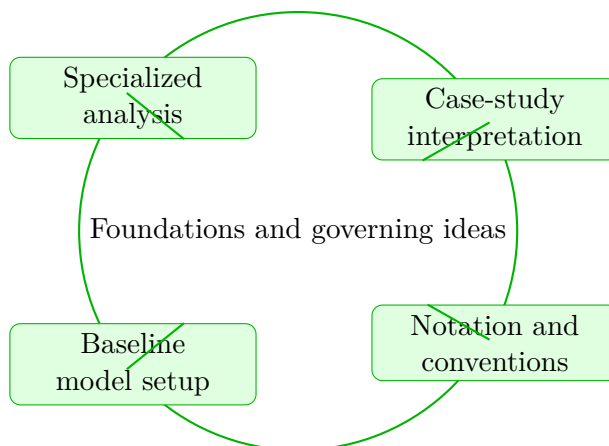 Specialized
analysis
Case-study
interpretation
Foundations and governing ideas
Baseline
model setup
Notation and
conventions